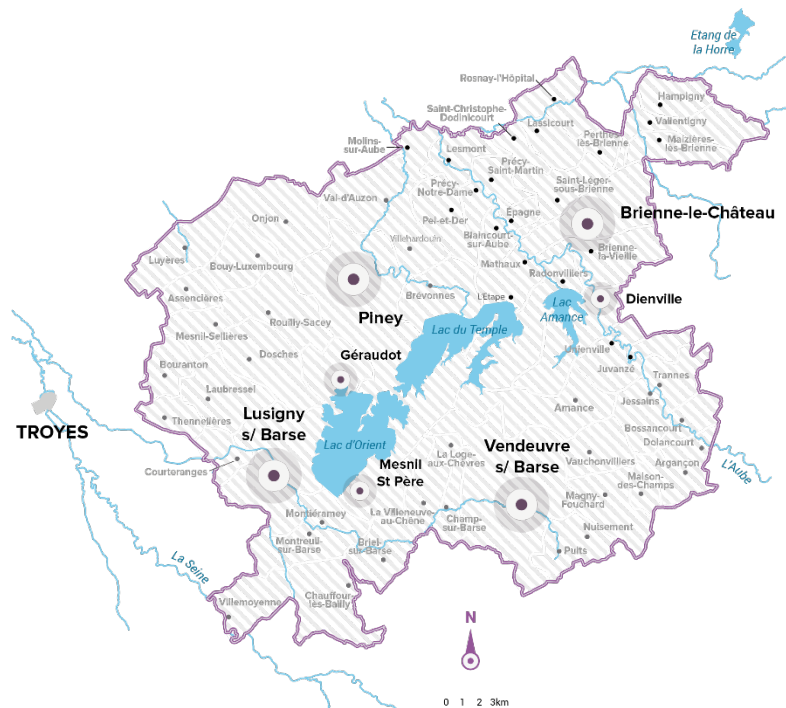 Etang de
la Horre
Rosnay-l'Hôpital
Hampigny
Saint-Christophe-
Dodinicourt
Lassicourt
Vallentigny
Perthes-
lès-Brienne
Maizières-
lès-Brienne
Molins-
sur-Aube
Lesmont
Précy-
Saint-Martin
Précy-
Notre-Dame
Saint-Léger-
sous-Brienne
Val-d'Auzon
Pel-et-Der
Épagne
Brienne-le-Château
Onjon
Blaincourt-
sur-Aube
Villehardouin
Brienne-
la-Vieille
Luyères
Bouy-Luxembourg
Mathaux
Radonvilliers
Assencières
Piney
Brévonnes
L'Etape
Dienville
Lac
Amance
Rouilly-Sacey
Lac du Temple
Mesnil-Sellières
Unienville
Géraudot
Dosches
Juvanzé
Bouranton
Trannes
Laubressel
Jessains
Amance
TROYES
Thennelières
Lusigny
s/ Barse
Bossancourt
Dolancourt
Lac d'Orient
Vendeuvre
s/ Barse
La Loge-
aux-Chèvres
Courteranges
Mesnil
St Père
Vauchonvilliers
Argançon
L'Aube
Maison-
des-Champs
Magny-
Fouchard
La Villeneuve-
au-Chêne
Champ-
sur-Barse
Montiéramey
Nuisement
Montreuil-
sur-Barse
Briel-
sur-Barse
Puits
La Seine
Chauffour-
lès-Bailly
Villemoyenne
N
0 1 2 3km